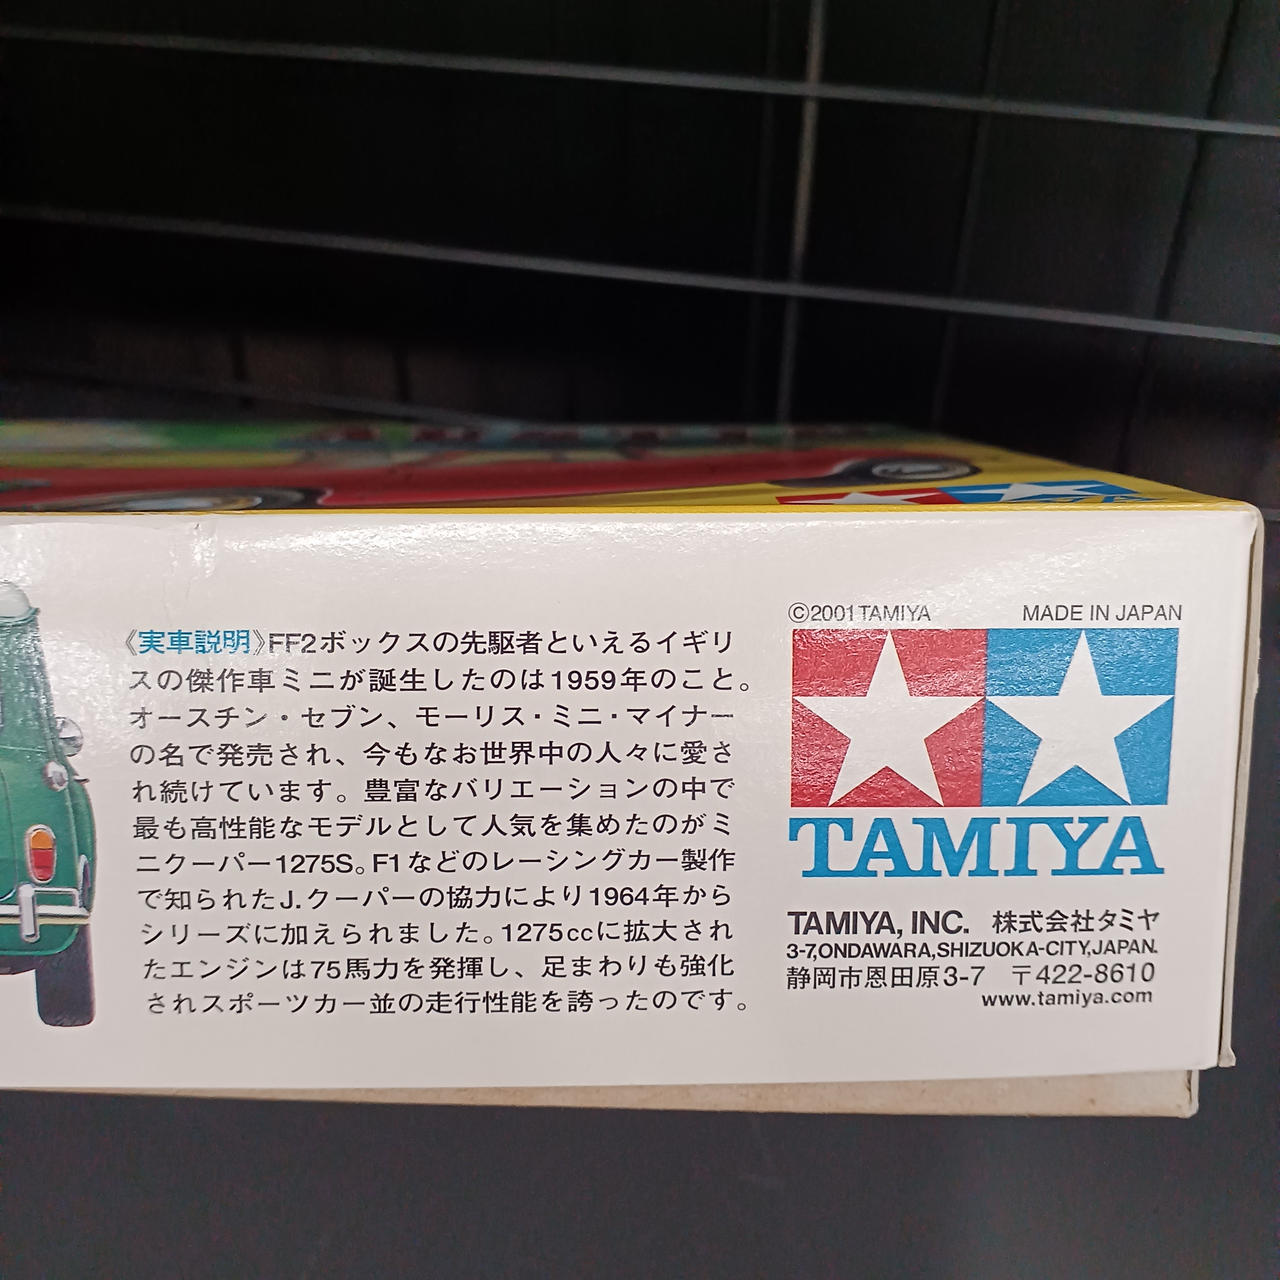 《実車説明》FF2ボックスの先駆者といえるイギリ
スの傑作車ミニが誕生したのは1959年のこと。
オースチン・セブン、モーリス・ミニ・マイナー
の名で発売され、今もなお世界中の人々に愛さ
れ続けています。豊富なバリエーションの中で
最も高性能なモデルとして人気を集めたのがミ
ニクーパー1275S。F1などのレーシングカー製作
で知られたJ.クーパーの協力により1964年から
シリーズに加えられました。1275ccに拡大され
たエンジンは75馬力を発揮し、足まわりも強化
されスポーツカー並の走行性能を誇ったのです。
©2001 TAMIYA MADE IN JAPAN
TAMIYA
TAMIYA, INC. 株式会社タミヤ
3-7,ONDAWARA,SHIZUOKA-CITY,JAPAN.
静岡市恩田原3-7 〒422-8610
www.tamiya.com